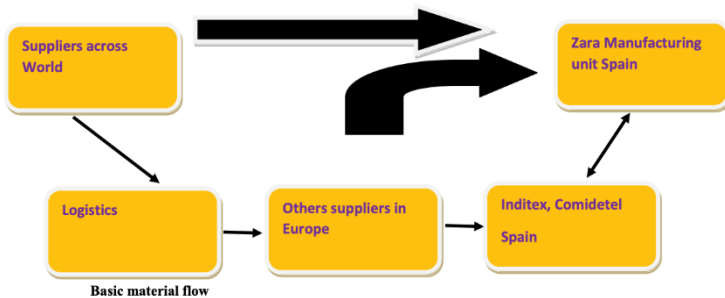 Suppliers across
World
Zara Manufacturing
unit Spain
Logistics
Others suppliers in
Europe
Inditex, Comidetel
Spain
Basic material flow